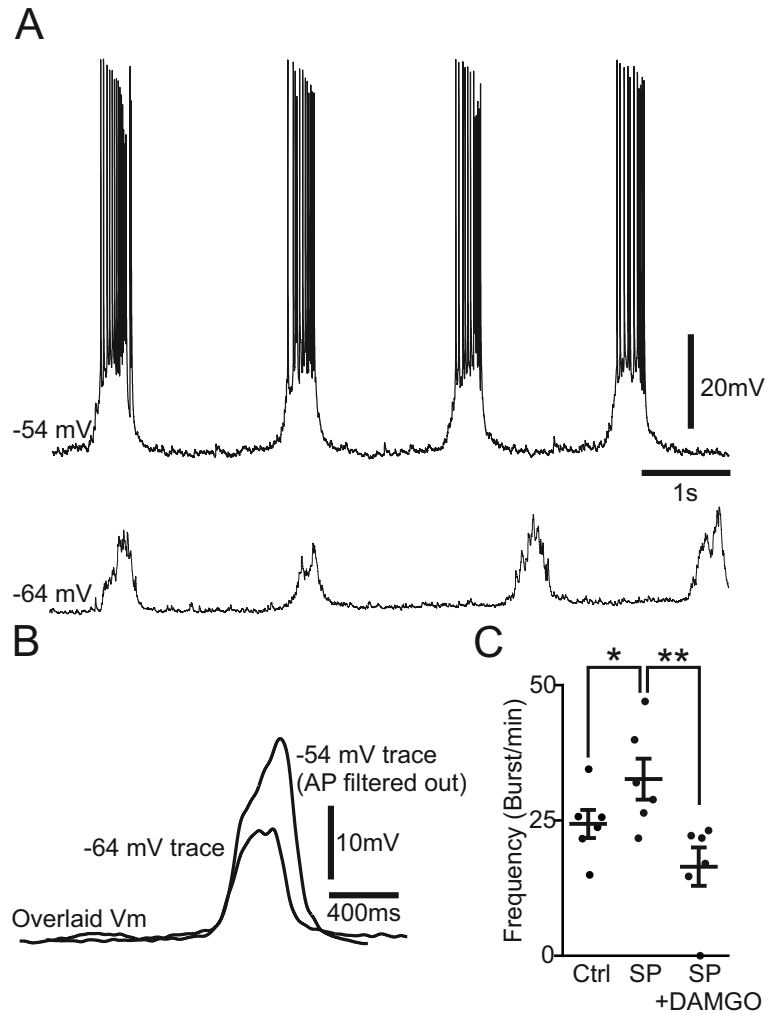 A
-54 mV
20mV
1s
-64 mV
B
-54 mV trace
(AP filtered out)
-64 mV trace
10mV
400ms
Overlaid Vm
C
* **
50
25
0
Frequency (Burst/min)
Ctrl SP SP
+DAMGO